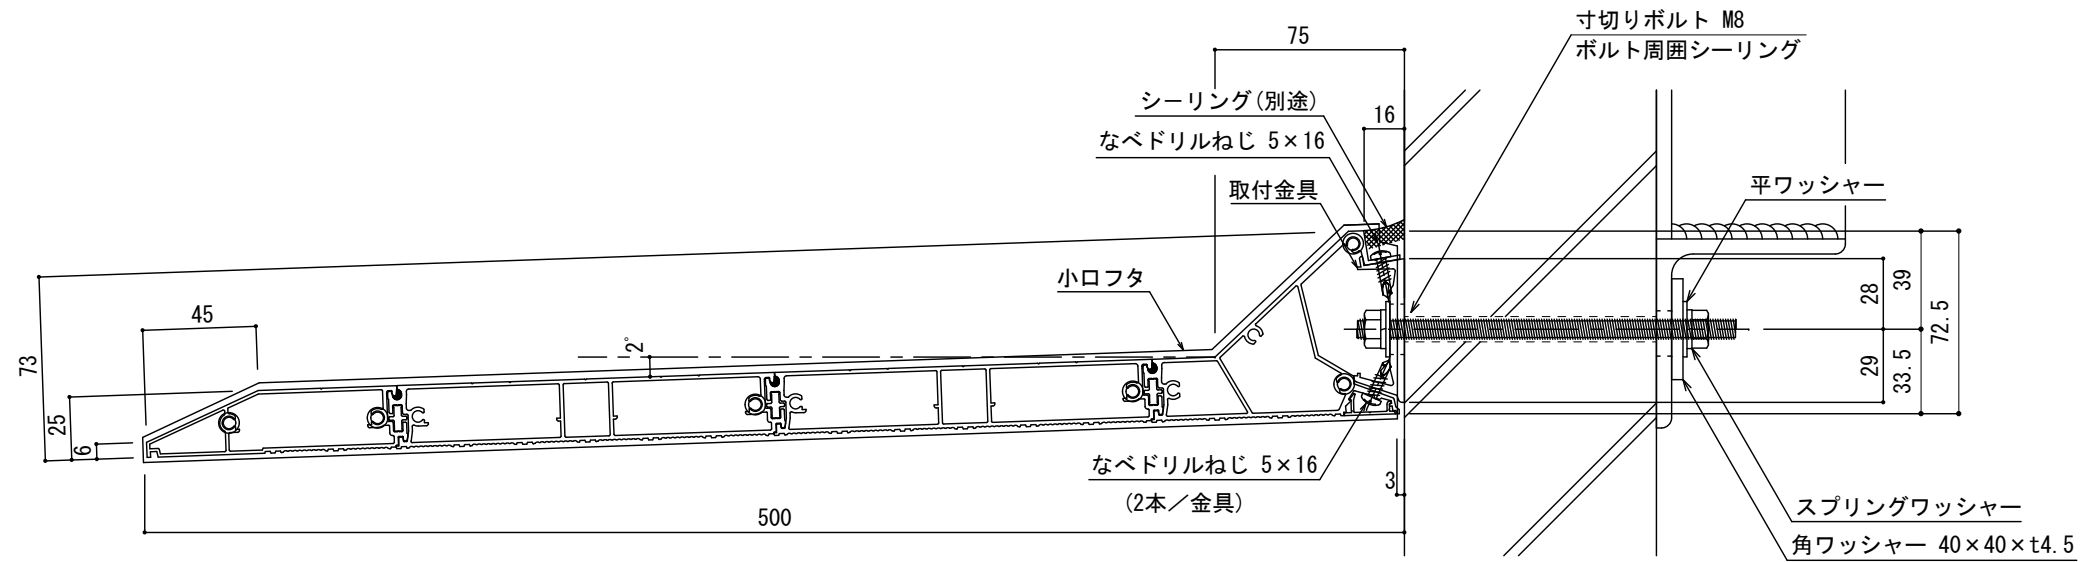 寸切りボルト M8
ボルト周囲シーリング
75
シーリング(別途)
16
なベドリルねじ 5×16
取付金具
平ワッシャー
小口フタ
45
73
25
6
2°
28
39
72.5
29
33.5
なベドリルねじ 5×16
(2本／金具)
3
500
スプリングワッシャー
角ワッシャー 40×40×t4.5